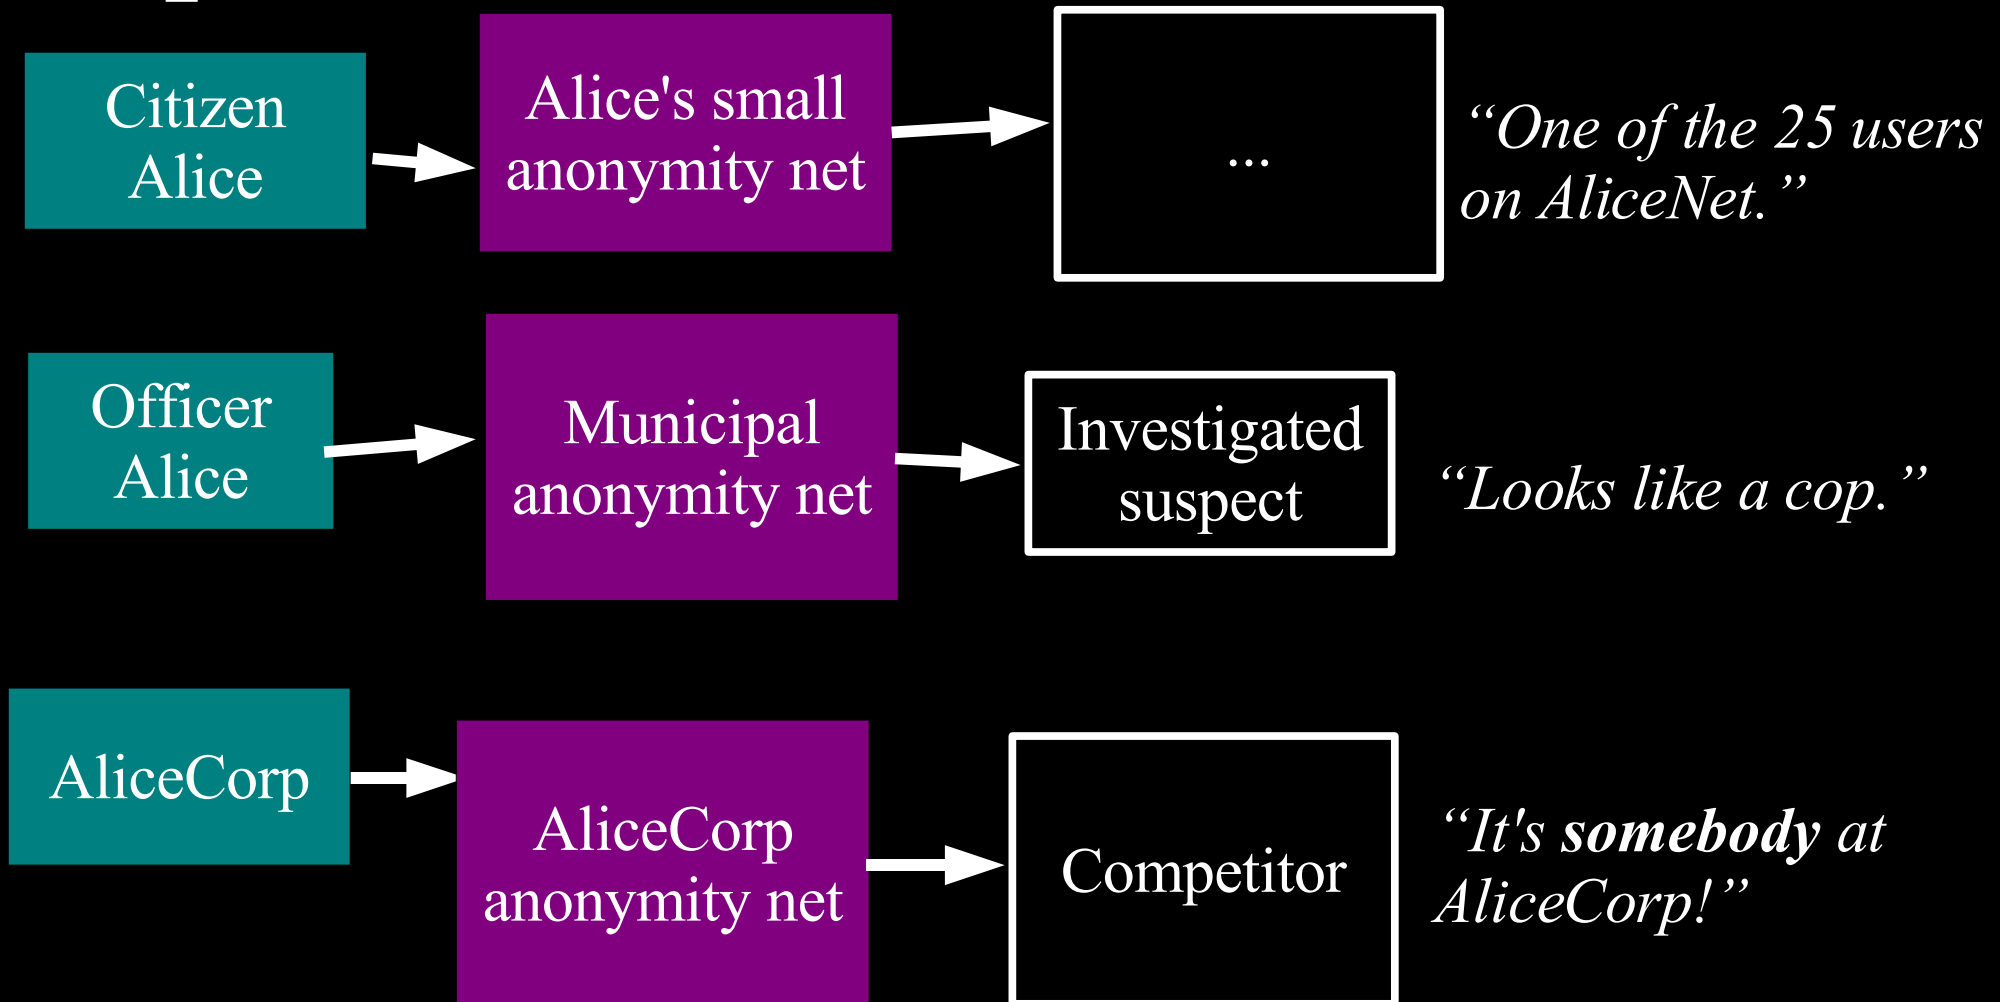 Citizen
Alice
Alice's small
anonymity net
...
“One of the 25 users
on AliceNet.”
Officer
Alice
Municipal
anonymity net
Investigated
suspect
“Looks like a cop.”
AliceCorp
AliceCorp
anonymity net
Competitor
“It's somebody at
AliceCorp!”